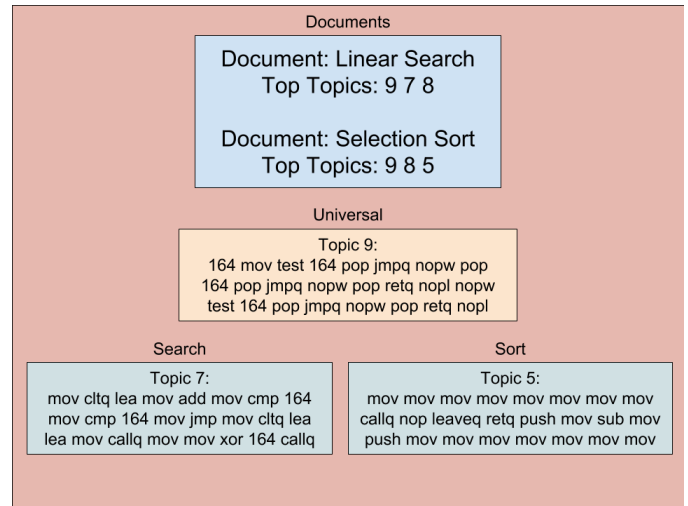 Documents
Document: Linear Search
Top Topics: 9 7 8
Document: Selection Sort
Top Topics: 9 8 5
Universal
Topic 9:
164 mov test 164 pop jmpq nopw pop
164 pop jmpq nopw pop retq nopl nopw
test 164 pop jmpq nopw pop retq nopl
Search
Topic 7:
mov cltq lea mov add mov cmp 164
mov cmp 164 mov jmp mov cltq lea
lea mov callq mov mov xor 164 callq
Sort
Topic 5:
mov mov mov mov mov mov mov mov
callq nop leaveq retq push mov sub mov
push mov mov mov mov mov mov mov